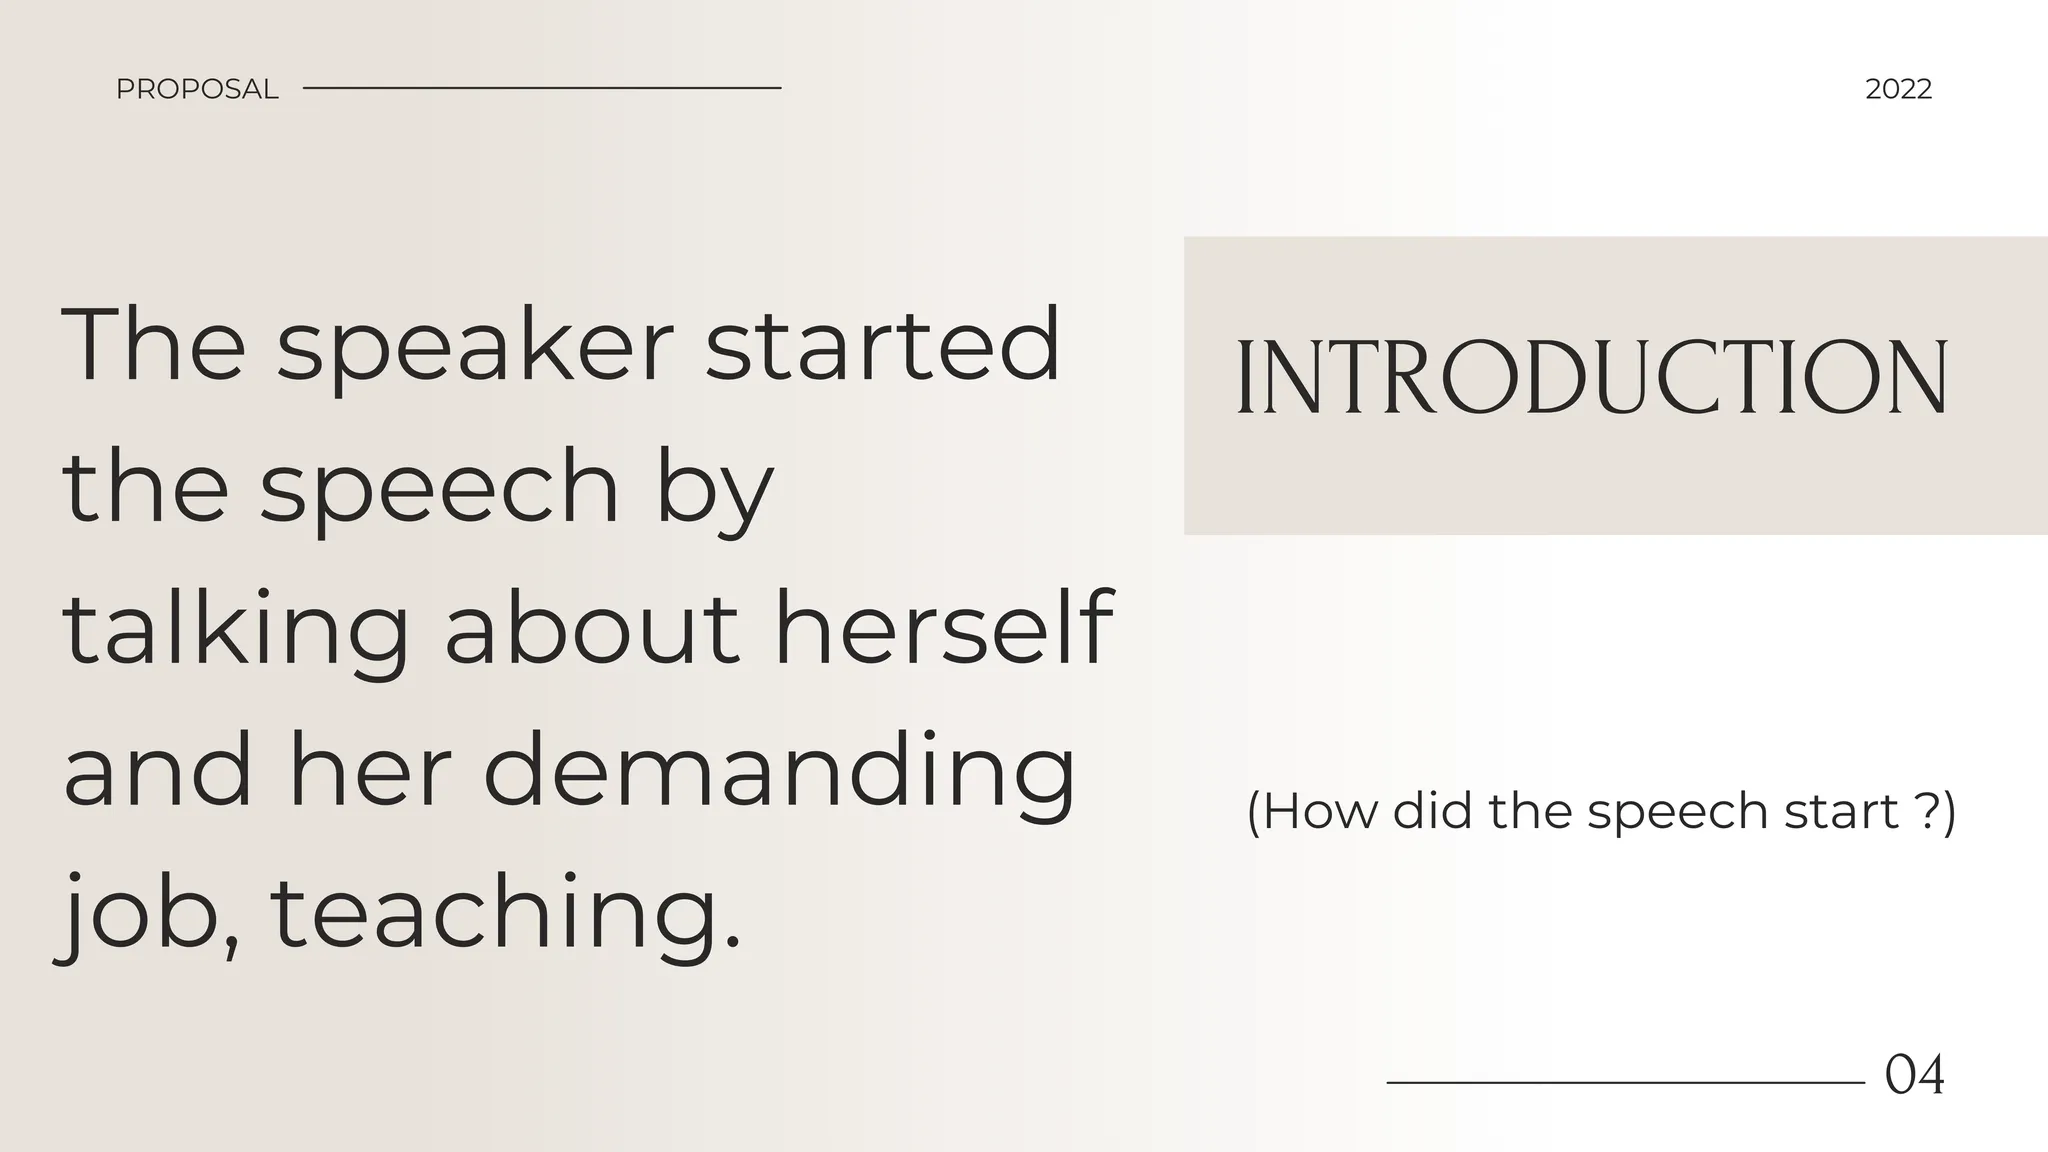 PROPOSAL
2022
The speaker started
the speech by
talking about herself
and her demanding
job, teaching.
INTRODUCTION
(How did the speech start ?)
04